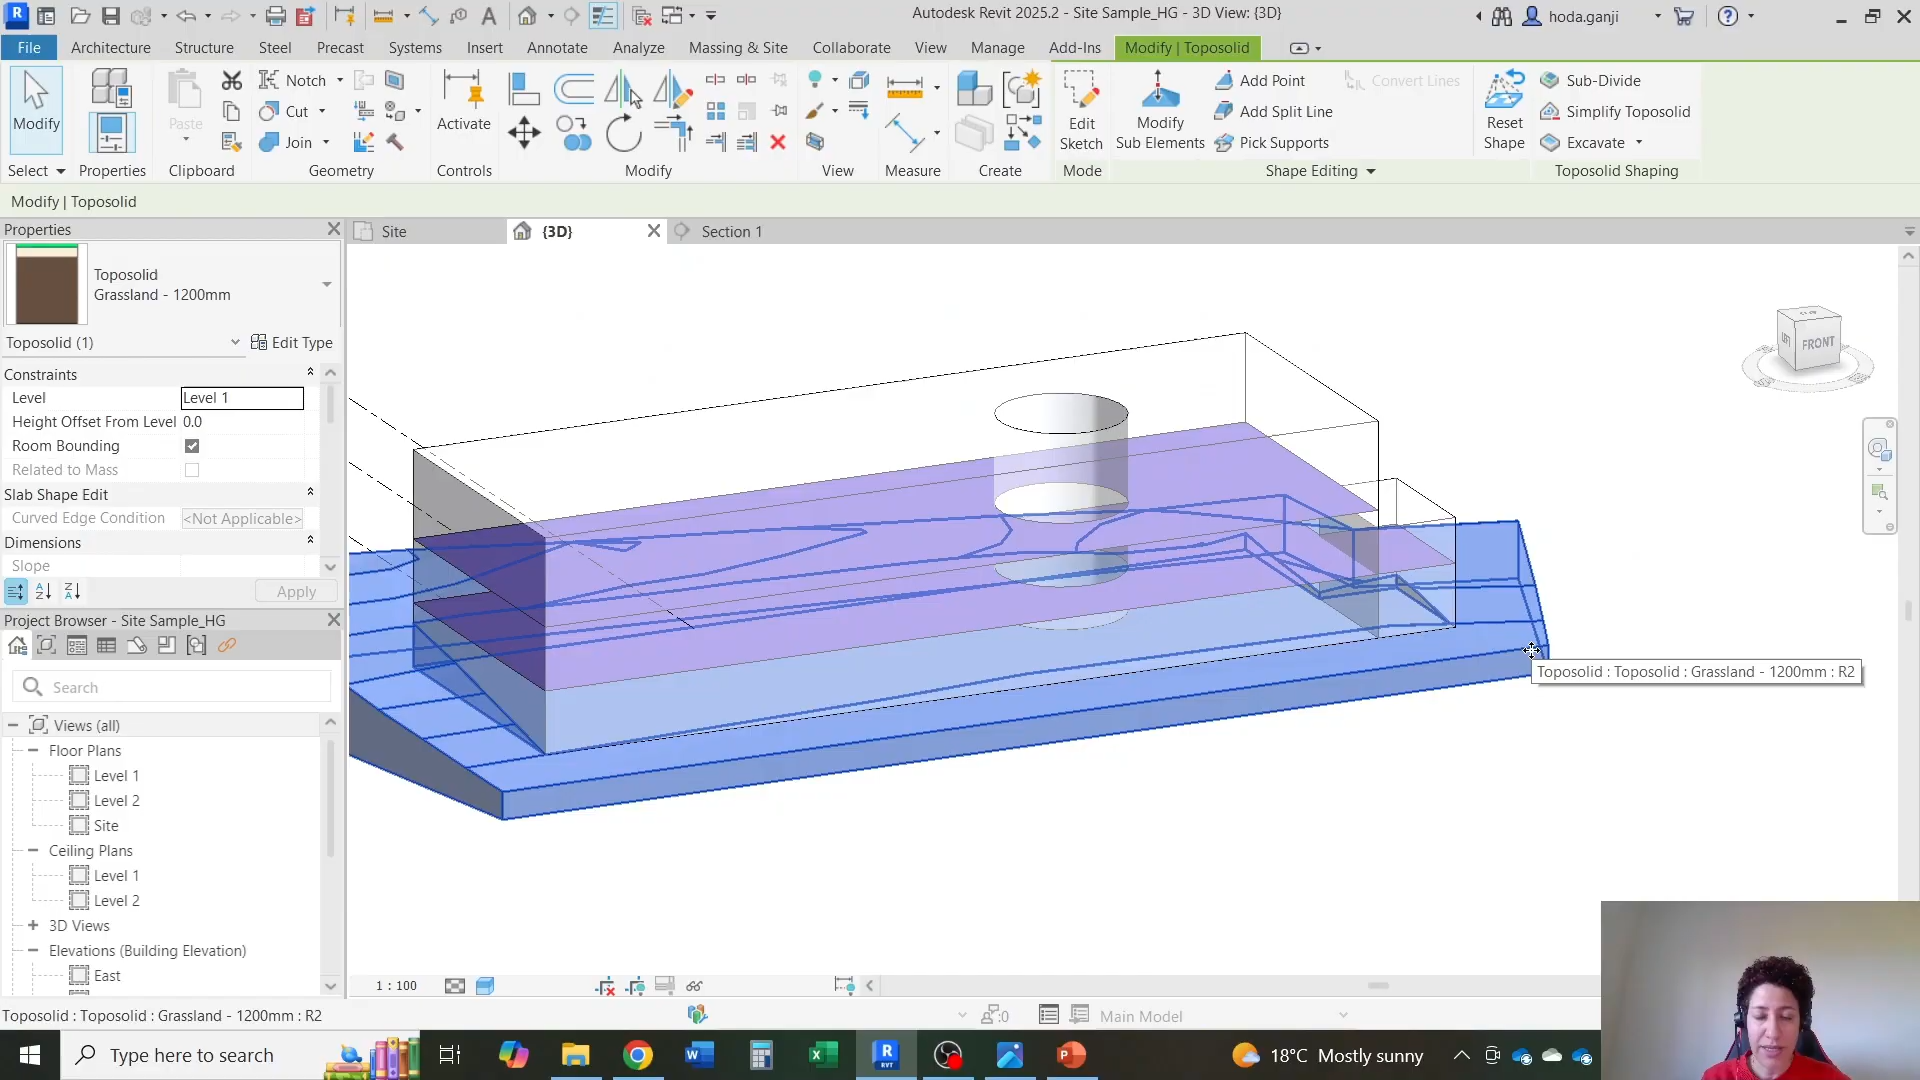 Autodesk Revit 2025.2 - Site Sample_HG - 3D View: {3D}
hoda.ganji
File Architecture Structure Steel Precast Systems Insert Annotate Analyze Massing & Site Collaborate View Manage Add-Ins Modify | Toposolid
Modify
Paste
Notch
Cut
Join
Activate
Edit Sketch
Modify Sub Elements
Add Point
Add Split Line
Pick Supports
Convert Lines
Reset Shape
Sub-Divide
Simplify Toposolid
Excavate
Select Properties Clipboard Geometry Controls Modify View Measure Create Mode Shape Editing Toposolid Shaping
Modify | Toposolid
Properties
Site
{3D}
Section 1
Toposolid
Grassland - 1200mm
Toposolid (1)
Edit Type
Constraints
Level Level 1
Height Offset From Level 0.0
Room Bounding
Related to Mass
Slab Shape Edit
Curved Edge Condition <Not Applicable>
Dimensions
Slope
Apply
Project Browser - Site Sample_HG
Search
Views (all)
Floor Plans
Level 1
Level 2
Site
Ceiling Plans
Level 1
Level 2
3D Views
Elevations (Building Elevation)
East
FRONT
Toposolid : Toposolid : Grassland - 1200mm : R2
1 : 100
Toposolid : Toposolid : Grassland - 1200mm : R2
:0
Main Model
Type here to search
18°C Mostly sunny